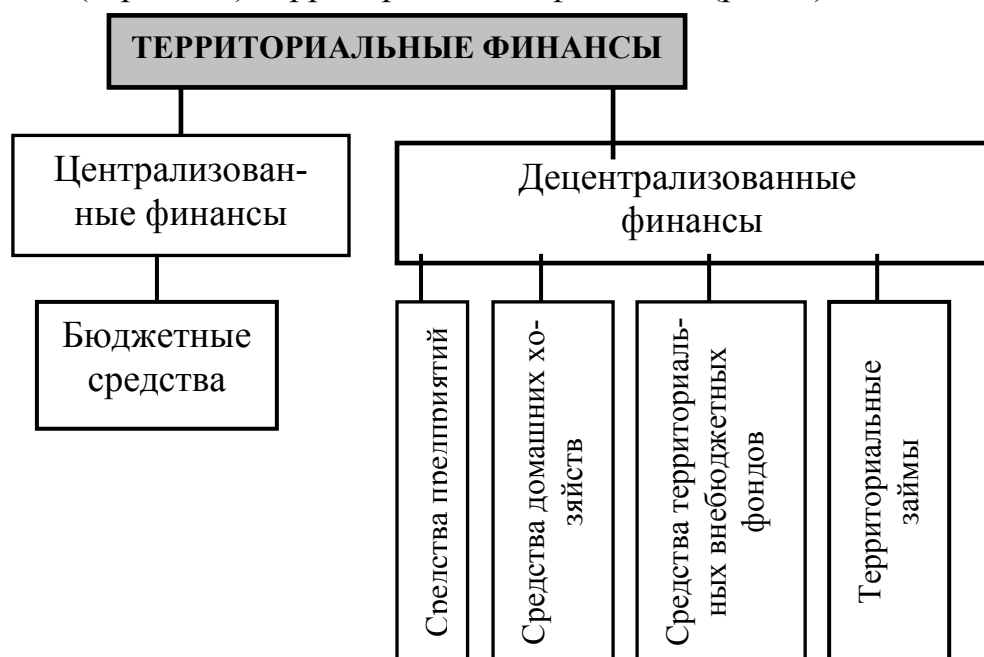 ТЕРРИТОРИАЛЬНЫЕ ФИНАНСЫ
Централизован-
ные финансы
Децентрализованные
финансы
Бюджетные
средства
Средства предприятий
Средства домашних хо-
зяйств
Средства территориаль-
ных внебюджетных
фондов
Территориальные
займы